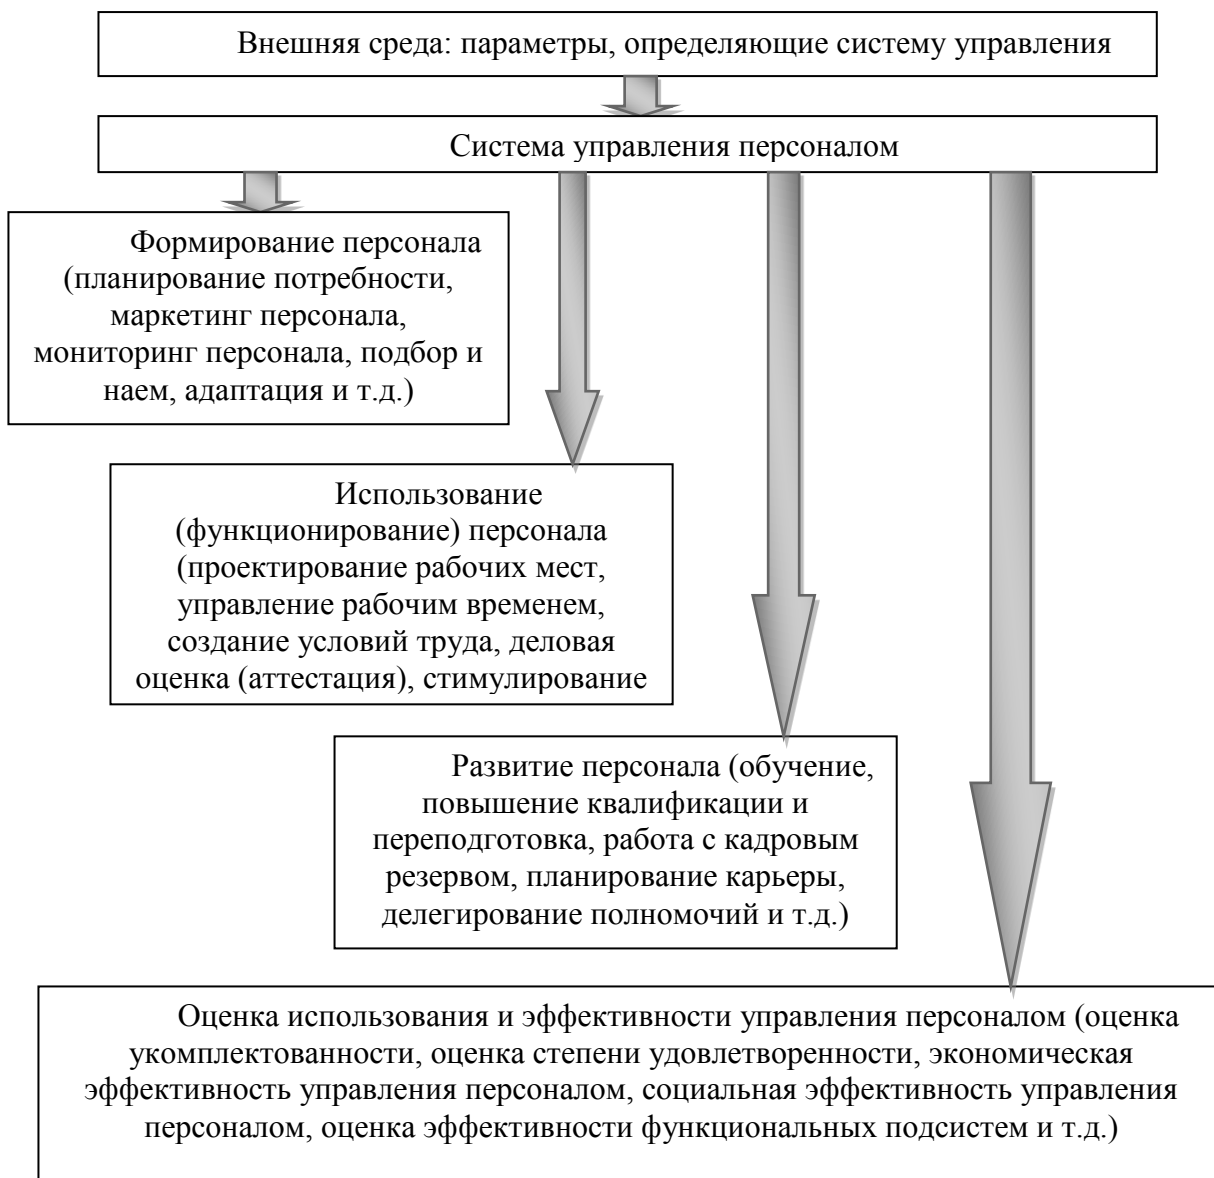 Внешняя среда: параметры, определяющие систему управления
Система управления персоналом
Формирование персонала
(планирование потребности,
маркетинг персонала,
мониторинг персонала, подбор и
наем, адаптация и т.д.)
Использование
(функционирование) персонала
(проектирование рабочих мест,
управление рабочим временем,
создание условий труда, деловая
оценка (аттестация), стимулирование
Развитие персонала (обучение,
повышение квалификации и
переподготовка, работа с кадровым
резервом, планирование карьеры,
делегирование полномочий и т.д.)
Оценка использования и эффективности управления персоналом (оценка
укомплектованности, оценка степени удовлетворенности, экономическая
эффективность управления персоналом, социальная эффективность управления
персоналом, оценка эффективности функциональных подсистем и т.д.)